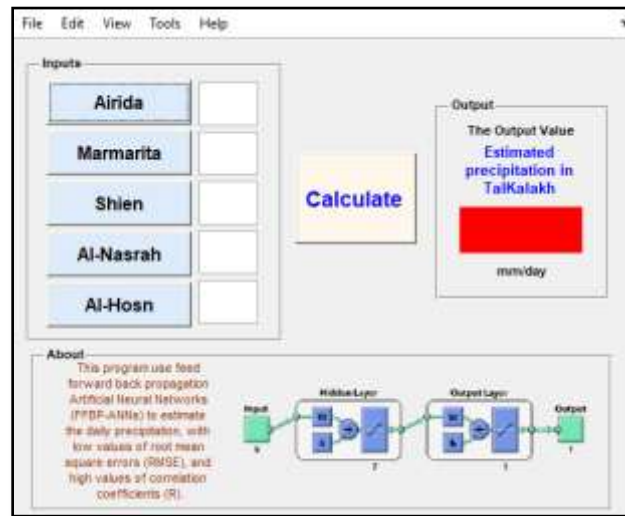 File Edit View Tools Help
Inputs
Airida
Marmarita
Shien
Al-Nasrah
Al-Hosn
Calculate
Output
The Output Value
Estimated
precipitation in
TalKalakh
mm/day
About
This program use feed
forward back propagation
Artificial Neural Networks
(FFBP-ANNs) to estimate
the daily precipitation, with
low values of root mean
square errors (RMSE), and
high values of correlation
coefficients (R).
Input
Hidden Layer
W
b
Output Layer
W
b
Output
1